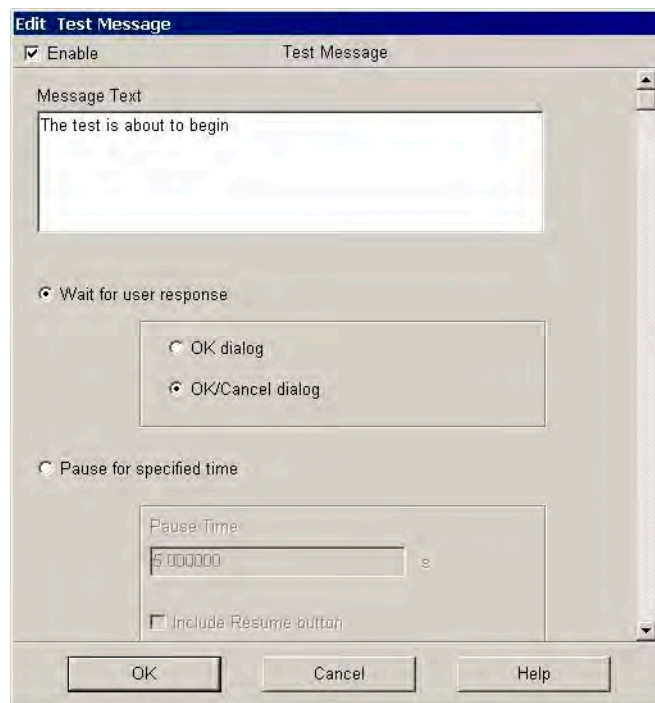 Edit Test Message
Enable Test Message
Message Text
The test is about to begin
Wait for user response
OK dialog
OK/Cancel dialog
Pause for specified time
Pause Time
5.000000 s
Include Resume button
OK Cancel Help